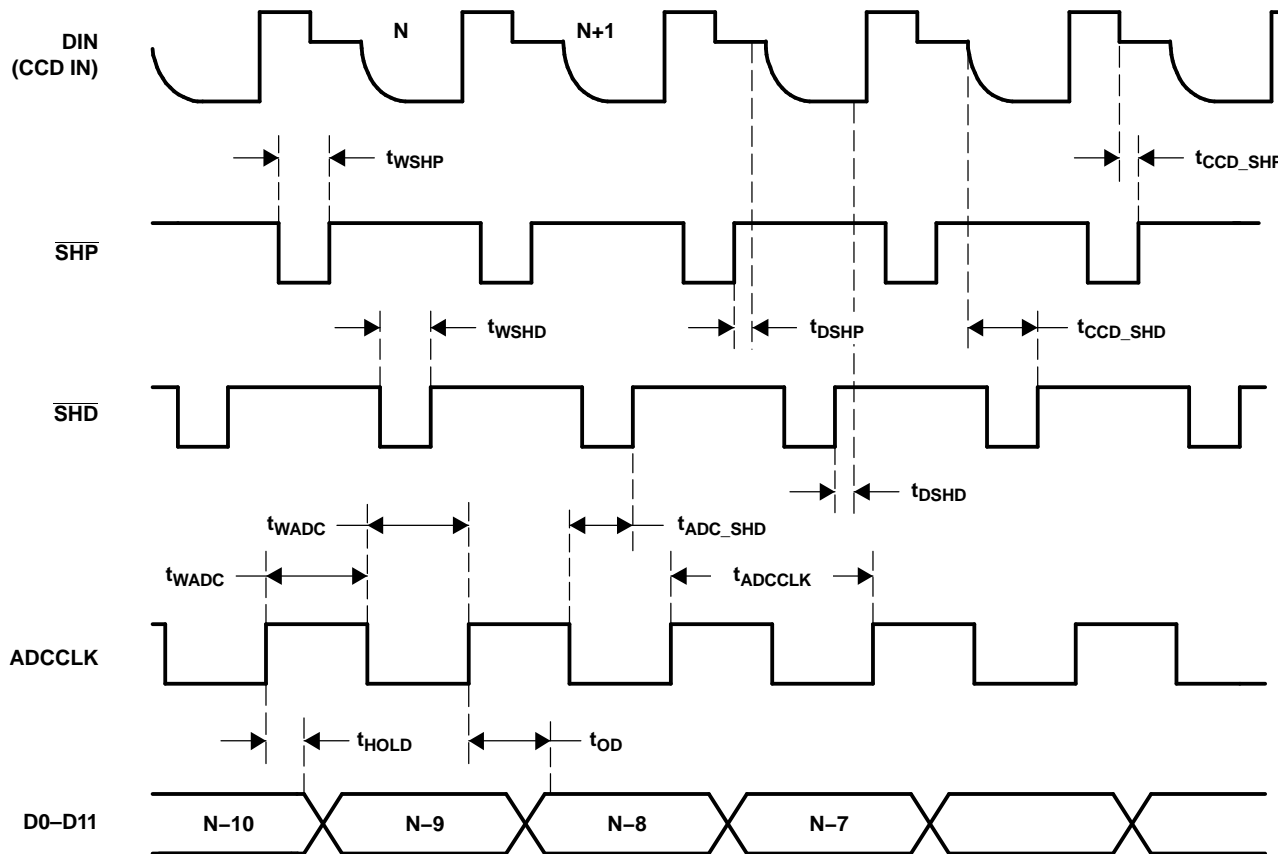 DIN
(CCD IN)
N
N+1
tWSHP
tCCD_SHP
SHP
tWSHD
tDSHP
tCCD_SHD
SHD
tDSHD
tWADC
tADC_SHD
tWADC
tADCCLK
ADCCLK
tHOLD
tOD
D0–D11
N–10
N–9
N–8
N–7